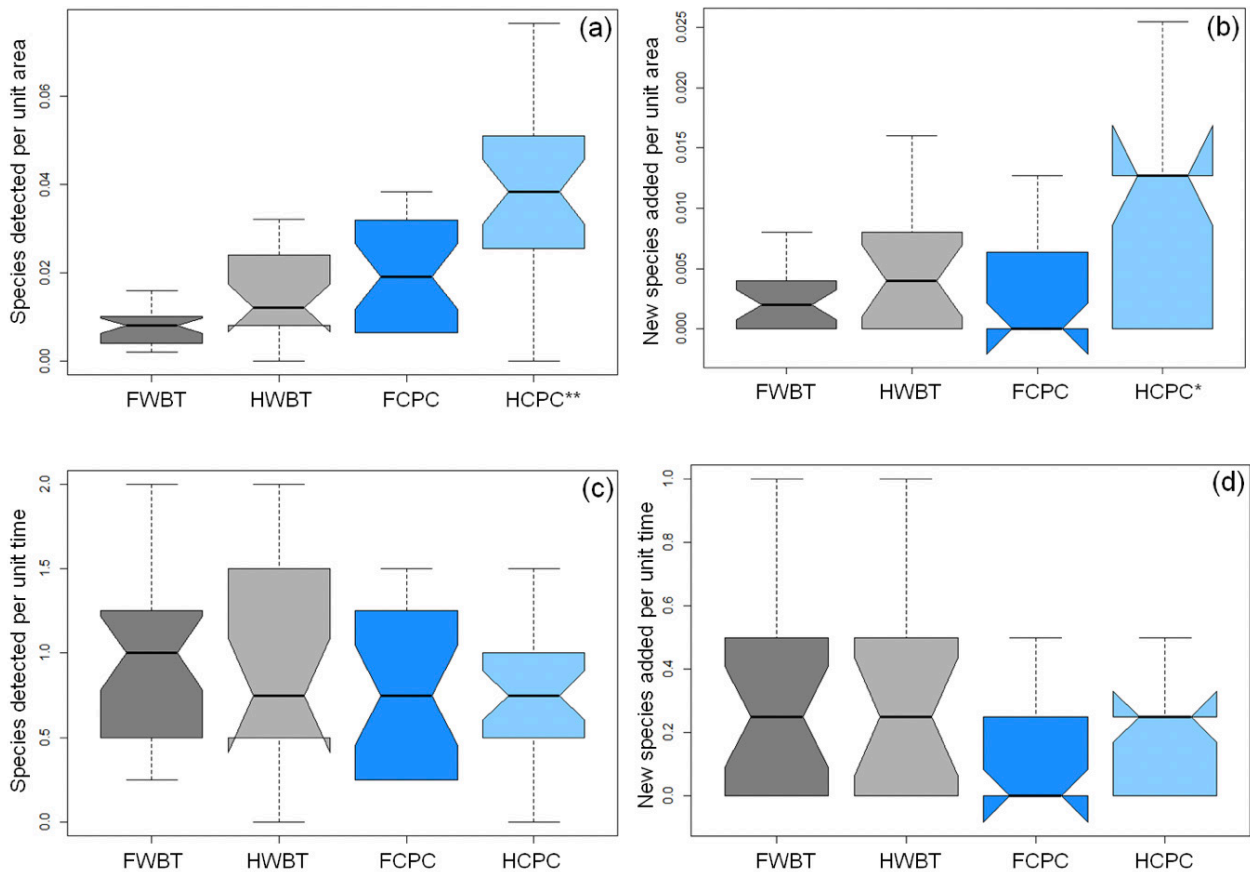 (a)
Species detected per unit area
0.06
0.04
0.02
0.00
FWBT HWBT FCPC HCPC**
(b)
New species added per unit area
0.025
0.020
0.015
0.010
0.005
0.000
FWBT HWBT FCPC HCPC*
(c)
Species detected per unit time
2.0
1.5
1.0
0.5
0.0
FWBT HWBT FCPC HCPC
(d)
New species added per unit time
1.0
0.8
0.6
0.4
0.2
0.0
FWBT HWBT FCPC HCPC